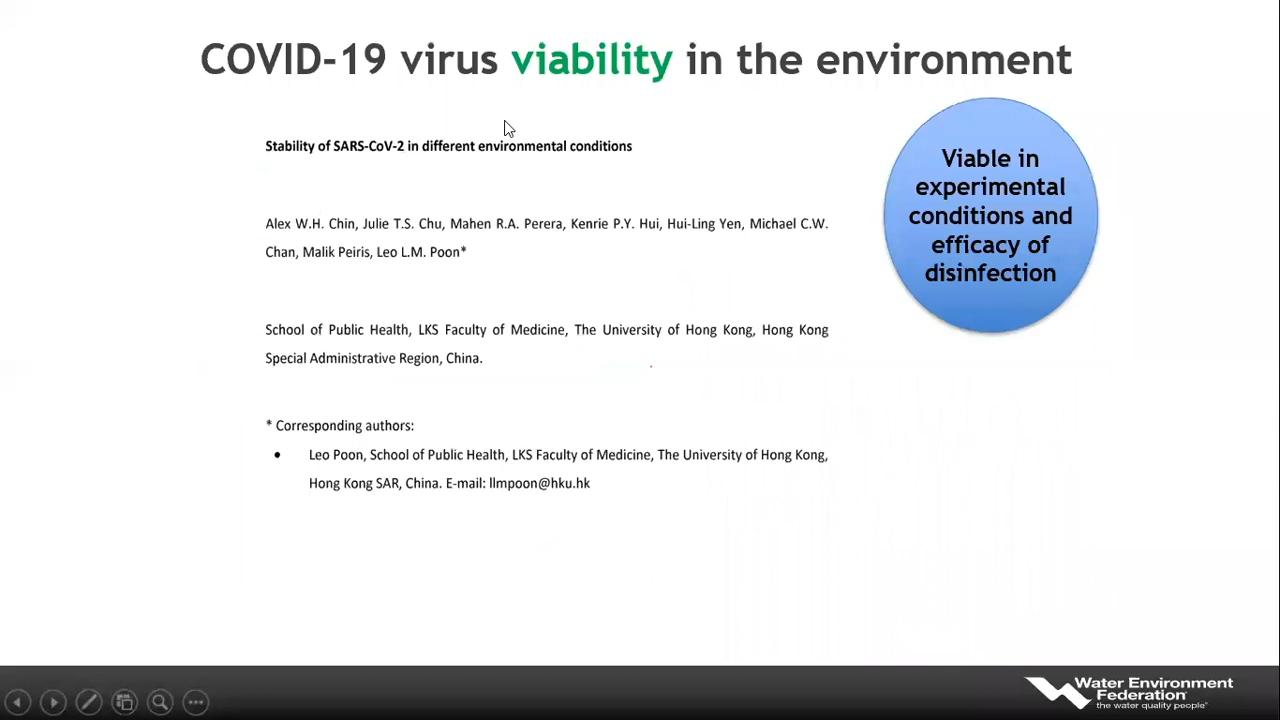 COVID-19 virus viability in the environment
Stability of SARS-CoV-2 in different environmental conditions
Alex W.H. Chin, Julie T.S. Chu, Mahen R.A. Perera, Kenrie P.Y. Hui, Hui-Ling Yen, Michael C.W.
Chan, Malik Peiris, Leo L.M. Poon*
School of Public Health, LKS Faculty of Medicine, The University of Hong Kong, Hong Kong
Special Administrative Region, China.
* Corresponding authors:
• Leo Poon, School of Public Health, LKS Faculty of Medicine, The University of Hong Kong,
Hong Kong SAR, China. E-mail: llmpoon@hku.hk
Viable in
experimental
conditions and
efficacy of
disinfection
Water Environment
Federation
the water quality people